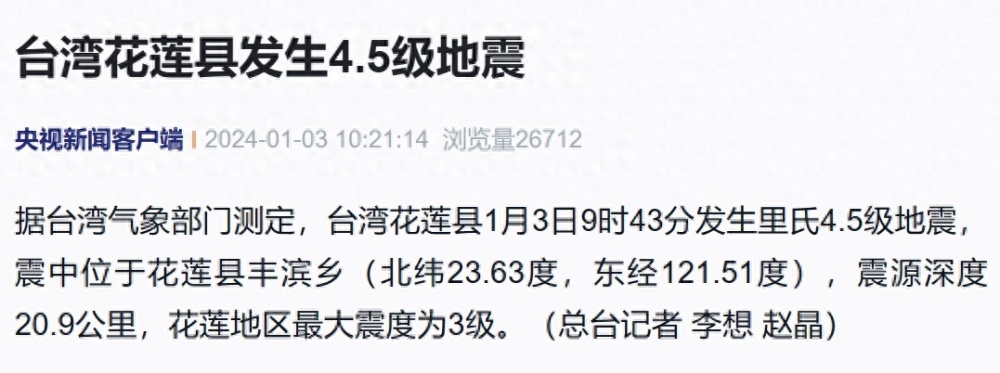 台湾花莲县发生4.5级地震
央视新闻客户端 2024-01-03 10:21:14 浏览量26712
据台湾气象部门测定，台湾花莲县1月3日9时43分发生里氏4.5级地震，
震中位于花莲县丰滨乡（北纬23.63度，东经121.51度），震源深度
20.9公里，花莲地区最大震度为3级。（总台记者 李想 赵晶）